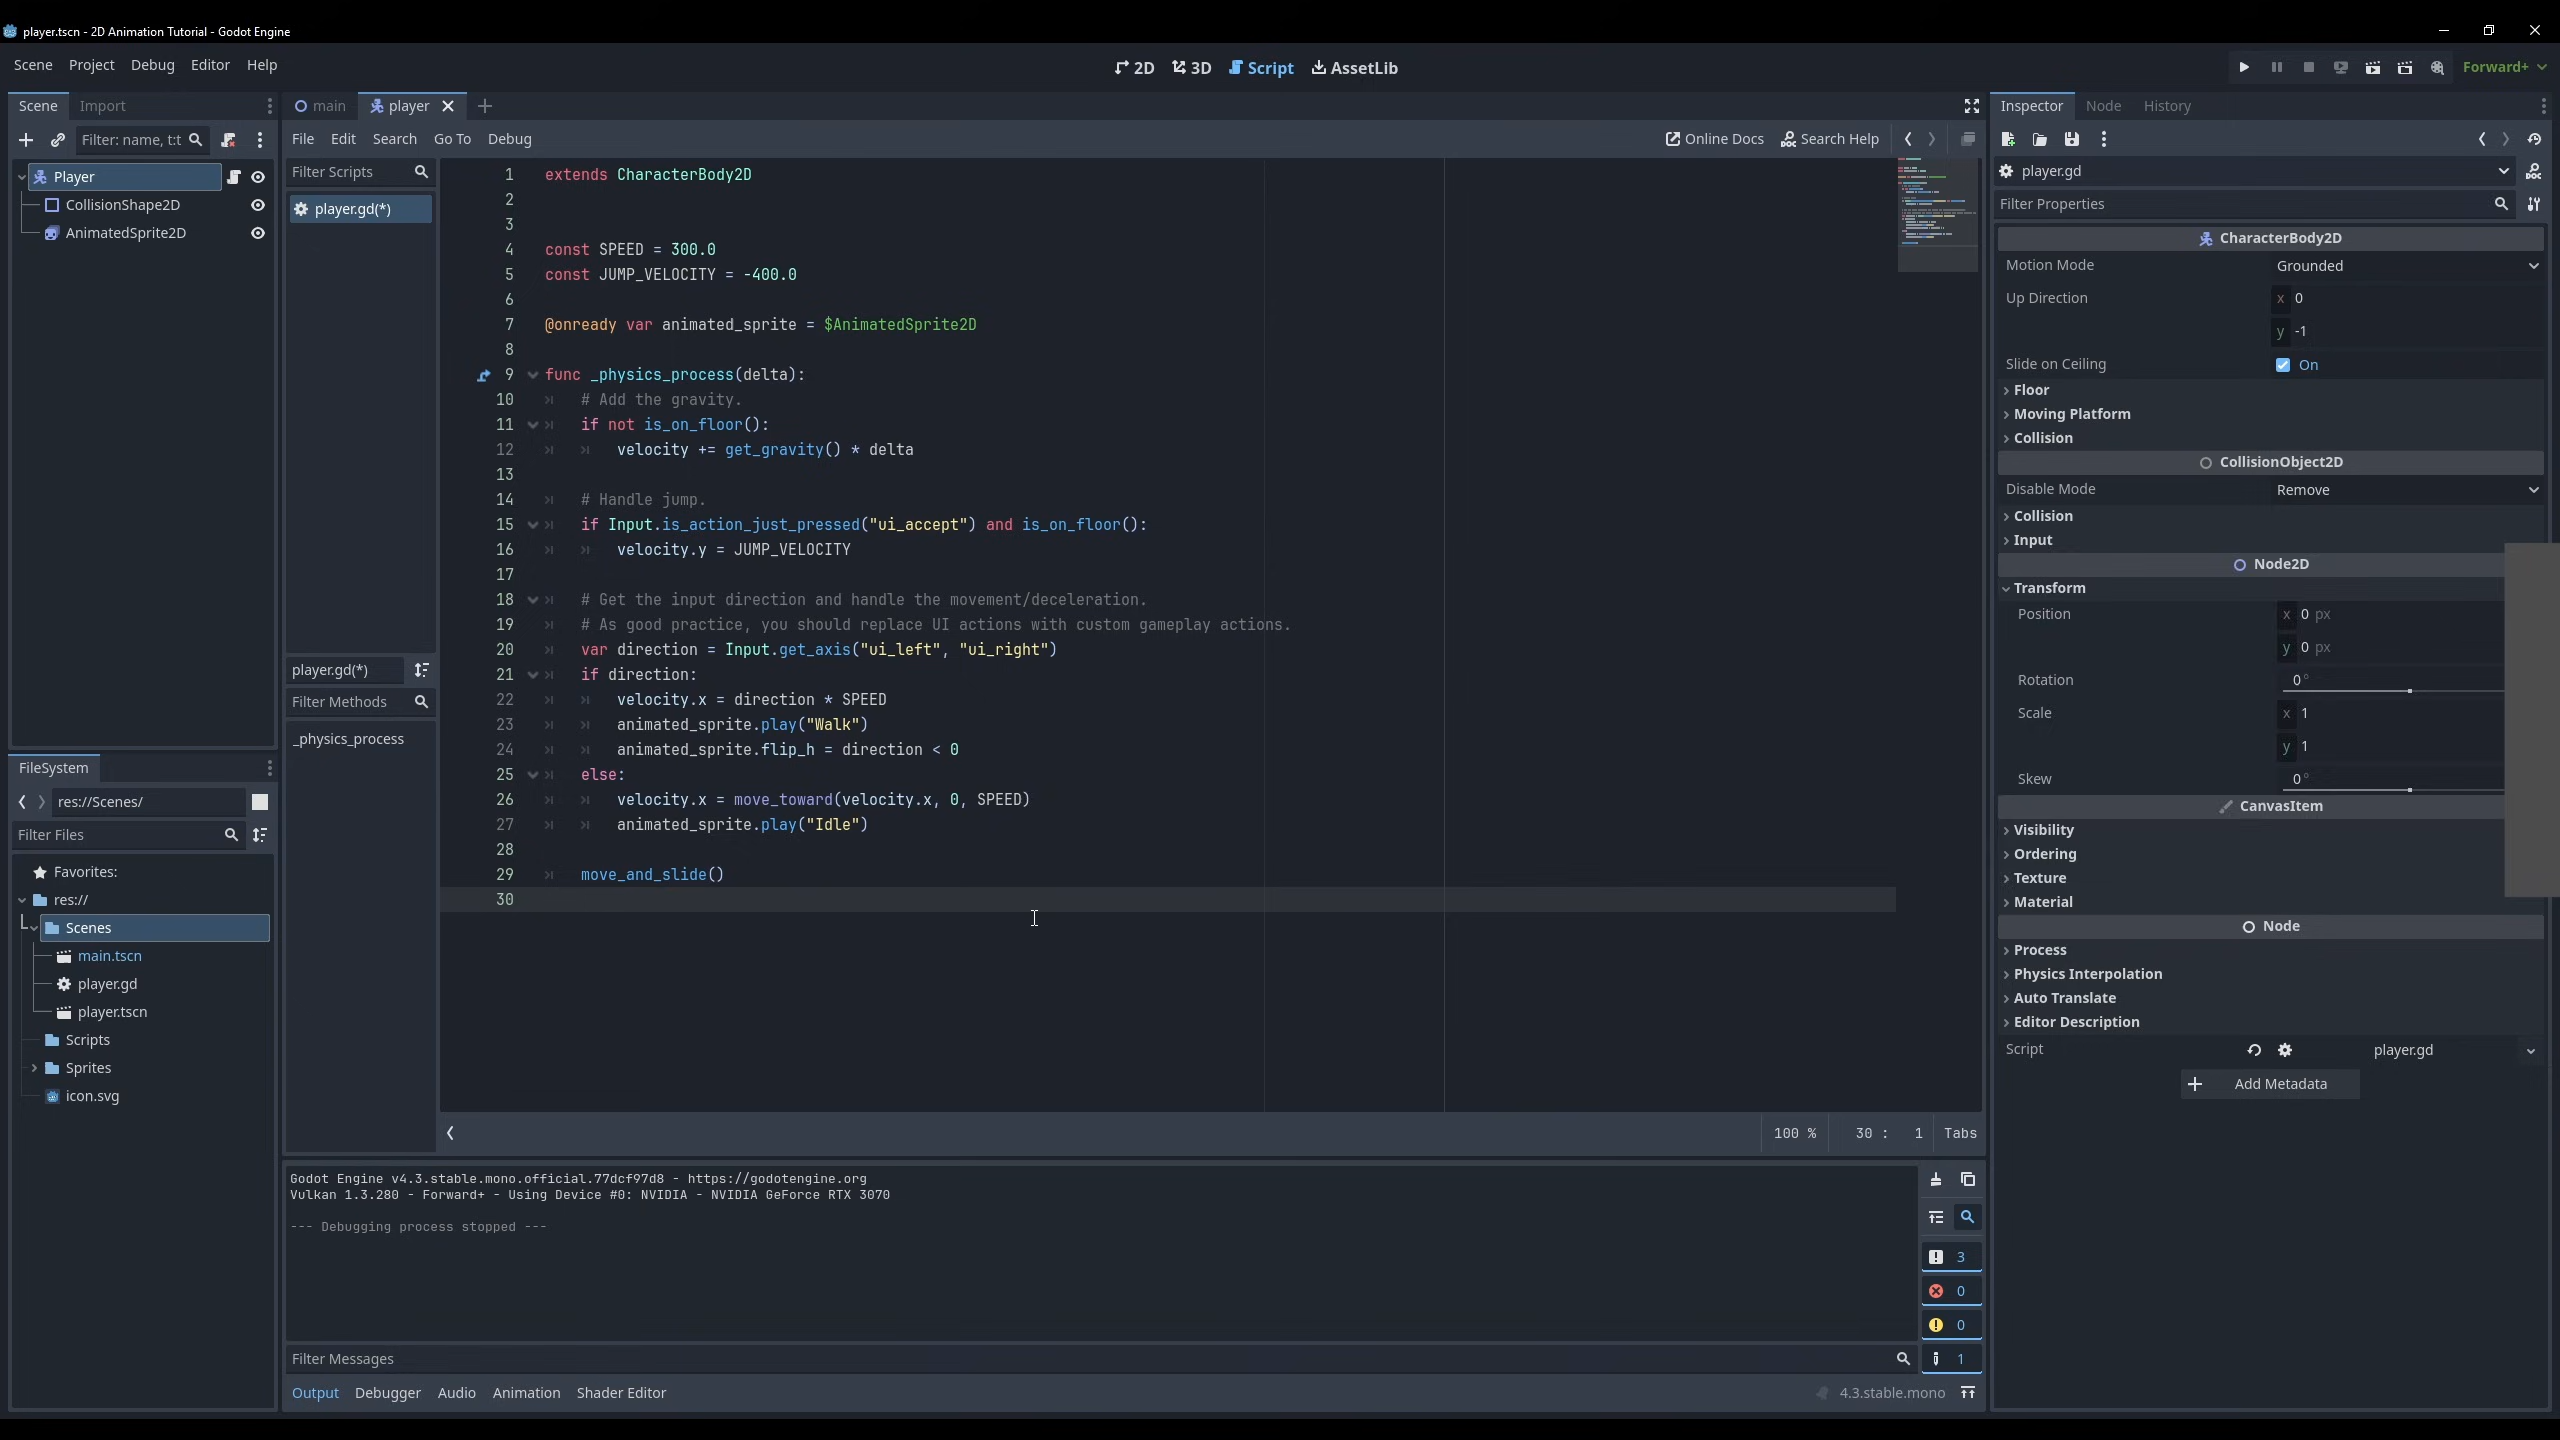 player.tscn - 2D Animation Tutorial - Godot Engine
Scene Project Debug Editor Help
2D 3D Script AssetLib
Forward+
Scene Import
Filter: name, t:t
Player
CollisionShape2D
AnimatedSprite2D
FileSystem
res://Scenes/
Filter Files
Favorites:
res://
Scenes
main.tscn
player.gd
player.tscn
Scripts
Sprites
icon.svg
main player
File Edit Search Go To Debug
Online Docs Search Help
Filter Scripts
player.gd(*)
player.gd(*)
Filter Methods
_physics_process
1 extends CharacterBody2D
2
3
4 const SPEED = 300.0
5 const JUMP_VELOCITY = -400.0
6
7 @onready var animated_sprite = $AnimatedSprite2D
8
9 func _physics_process(delta):
10 # Add the gravity.
11 if not is_on_floor():
12 velocity += get_gravity() * delta
13
14 # Handle jump.
15 if Input.is_action_just_pressed("ui_accept") and is_on_floor():
16 velocity.y = JUMP_VELOCITY
17
18 # Get the input direction and handle the movement/deceleration.
19 # As good practice, you should replace UI actions with custom gameplay actions.
20 var direction = Input.get_axis("ui_left", "ui_right")
21 if direction:
22 velocity.x = direction * SPEED
23 animated_sprite.play("Walk")
24 animated_sprite.flip_h = direction < 0
25 else:
26 velocity.x = move_toward(velocity.x, 0, SPEED)
27 animated_sprite.play("Idle")
28
29 move_and_slide()
30
100 % 30 : 1 Tabs
Godot Engine v4.3.stable.mono.official.77dcf97d8 - https://godotengine.org
Vulkan 1.3.280 - Forward+ - Using Device #0: NVIDIA - NVIDIA GeForce RTX 3070
--- Debugging process stopped ---
3
0
0
1
Filter Messages
Output Debugger Audio Animation Shader Editor
4.3.stable.mono
Inspector Node History
player.gd
Filter Properties
CharacterBody2D
Motion Mode Grounded
Up Direction x 0
y -1
Slide on Ceiling On
Floor
Moving Platform
Collision
CollisionObject2D
Disable Mode Remove
Collision
Input
Node2D
Transform
Position x 0 px
y 0 px
Rotation 0 °
Scale x 1
y 1
Skew 0 °
CanvasItem
Visibility
Ordering
Texture
Material
Node
Process
Physics Interpolation
Auto Translate
Editor Description
Script player.gd
Add Metadata